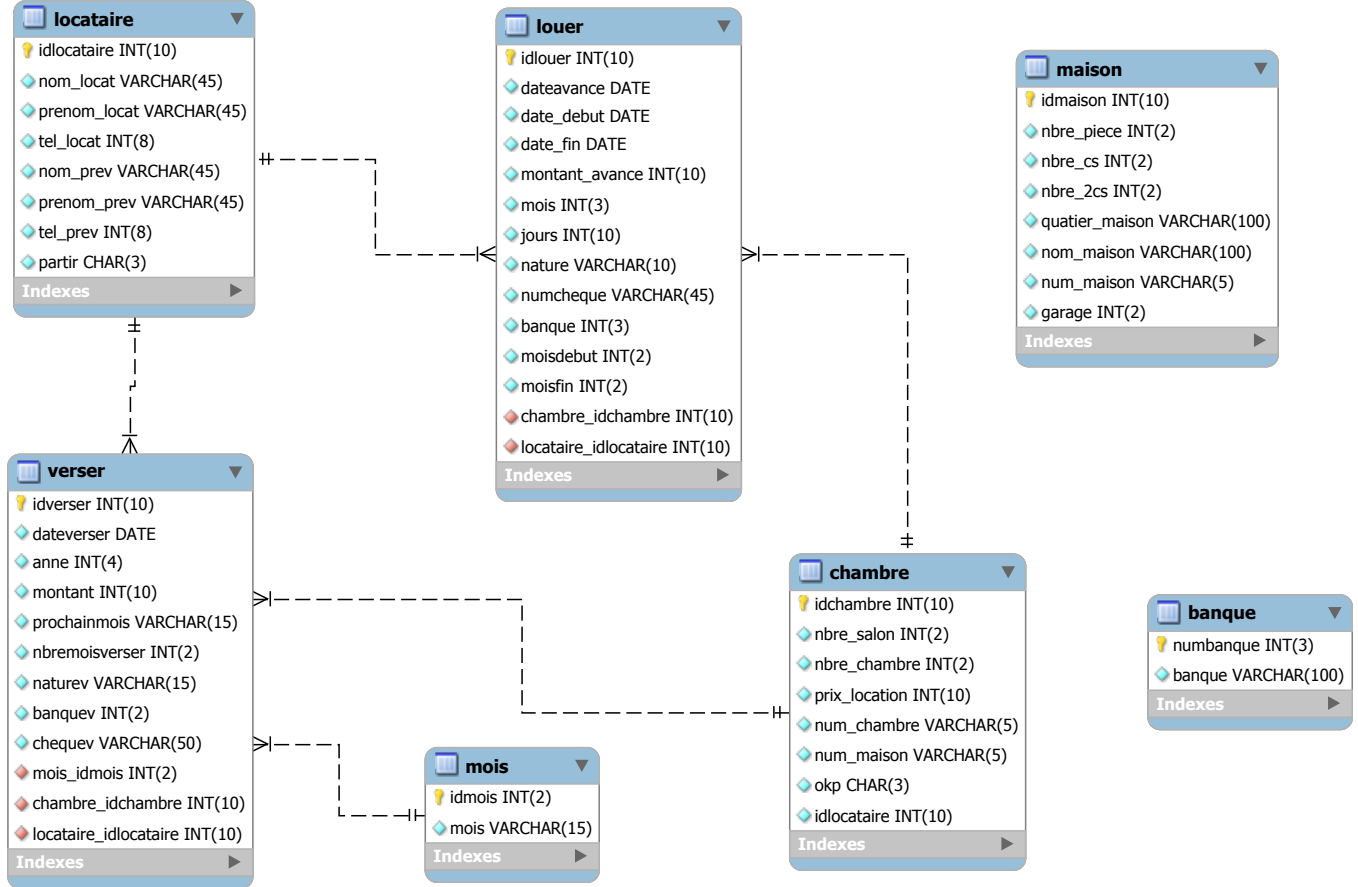 locataire
idlocataire INT(10)
nom_locat VARCHAR(45)
prenom_locat VARCHAR(45)
tel_locat INT(8)
nom_prev VARCHAR(45)
prenom_prev VARCHAR(45)
tel_prev INT(8)
partir CHAR(3)
Indexes
louer
idlouer INT(10)
dateavance DATE
date_debut DATE
date_fin DATE
montant_avance INT(10)
mois INT(3)
jours INT(10)
nature VARCHAR(10)
numcheque VARCHAR(45)
banque INT(3)
moisdebut INT(2)
moisfin INT(2)
chambre_idchambre INT(10)
locataire_idlocataire INT(10)
Indexes
maison
idmaison INT(10)
nbre_piece INT(2)
nbre_cs INT(2)
nbre_2cs INT(2)
quatier_maison VARCHAR(100)
nom_maison VARCHAR(100)
num_maison VARCHAR(5)
garage INT(2)
Indexes
verser
idverser INT(10)
dateverser DATE
anne INT(4)
montant INT(10)
prochainmois VARCHAR(15)
nbremoisverser INT(2)
naturev VARCHAR(15)
banquev INT(2)
chequev VARCHAR(50)
mois_idmois INT(2)
chambre_idchambre INT(10)
locataire_idlocataire INT(10)
Indexes
mois
idmois INT(2)
mois VARCHAR(15)
Indexes
chambre
idchambre INT(10)
nbre_salon INT(2)
nbre_chambre INT(2)
prix_location INT(10)
num_chambre VARCHAR(5)
num_maison VARCHAR(5)
okp CHAR(3)
idlocataire INT(10)
Indexes
banque
numbanque INT(3)
banque VARCHAR(100)
Indexes